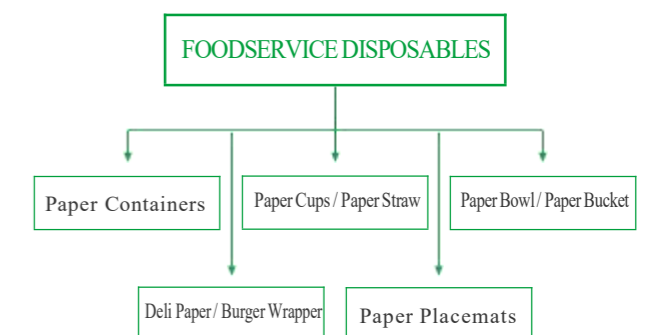 FOODSERVICE DISPOSABLES
Paper Containers
Paper Cups / Paper Straw
Paper Bowl / Paper Bucket
Deli Paper / Burger Wrapper
Paper Placemats